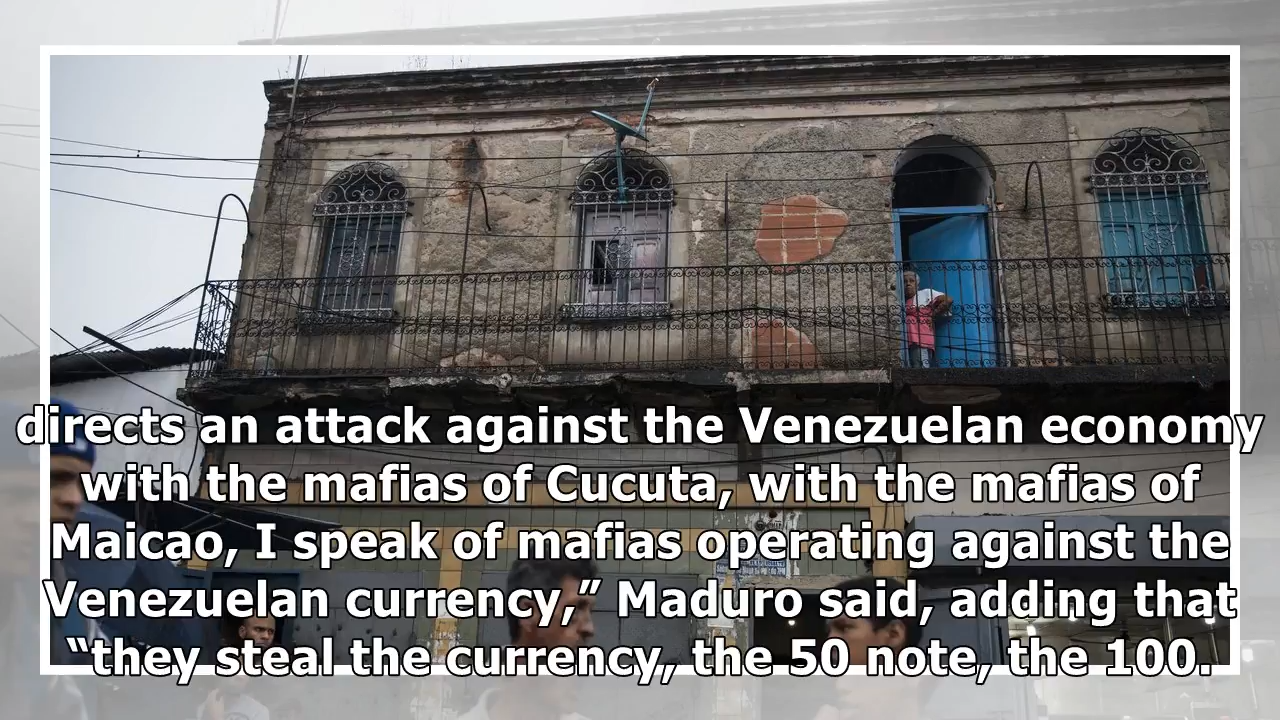 directs an attack against the Venezuelan economy
with the mafias of Cucuta, with the mafias of
Maicao, I speak of mafias operating against the
Venezuelan currency,” Maduro said, adding that
“they steal the currency, the 50 note, the 100.